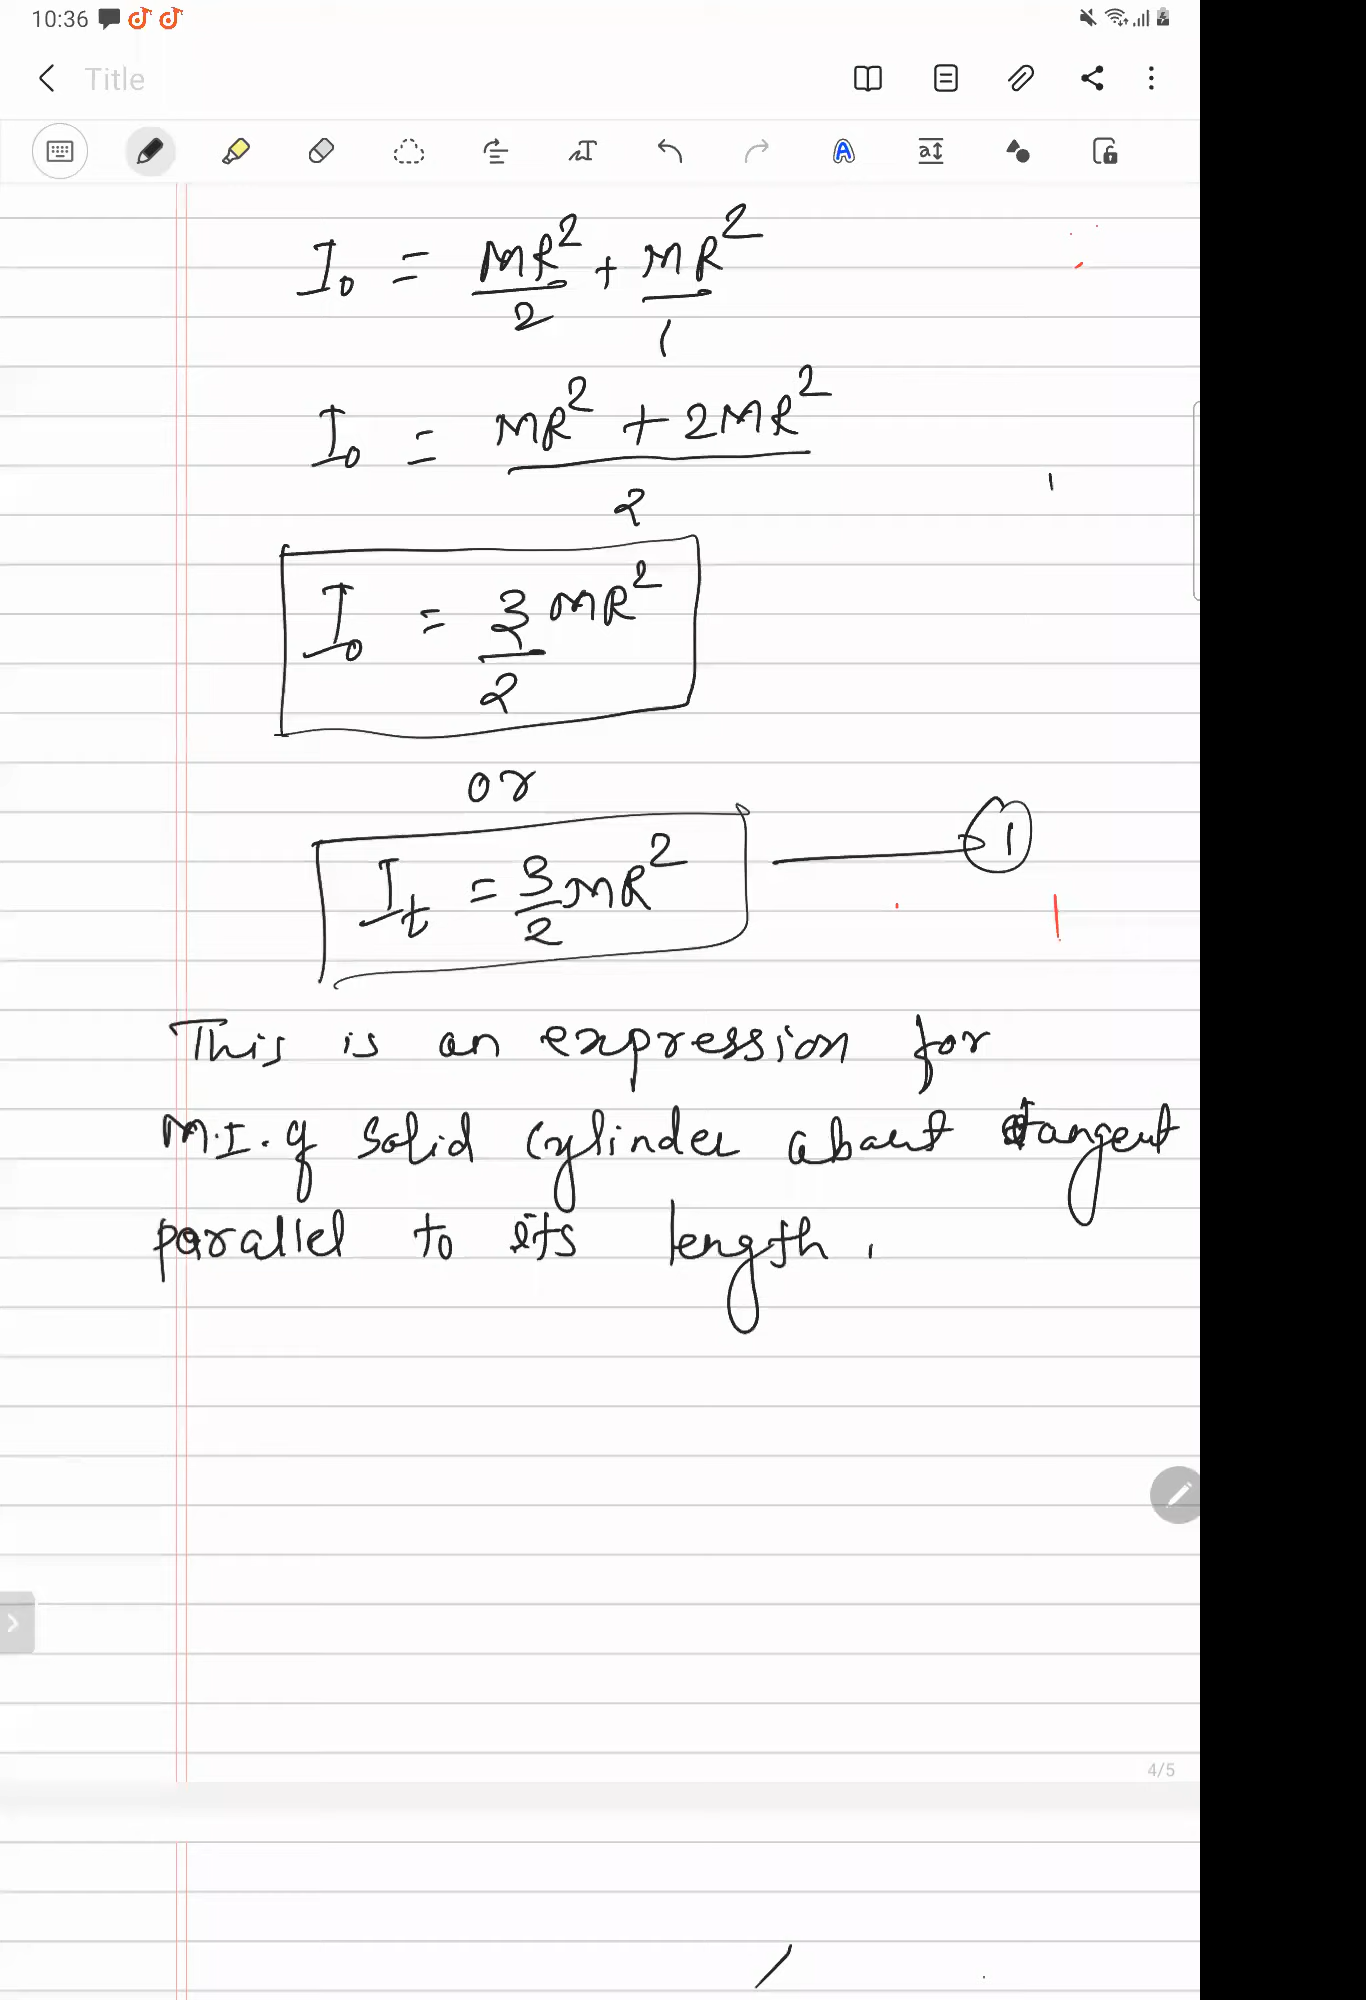 10:36
Title
I₀ = MR²/2 + MR²/1
I₀ = MR² + 2MR² / 2
I₀ = 3/2 MR²
or
Iₜ = 3/2 MR² 1
This is an expression for
M.I. of solid cylinder about tangent
parallel to its length.
4/5